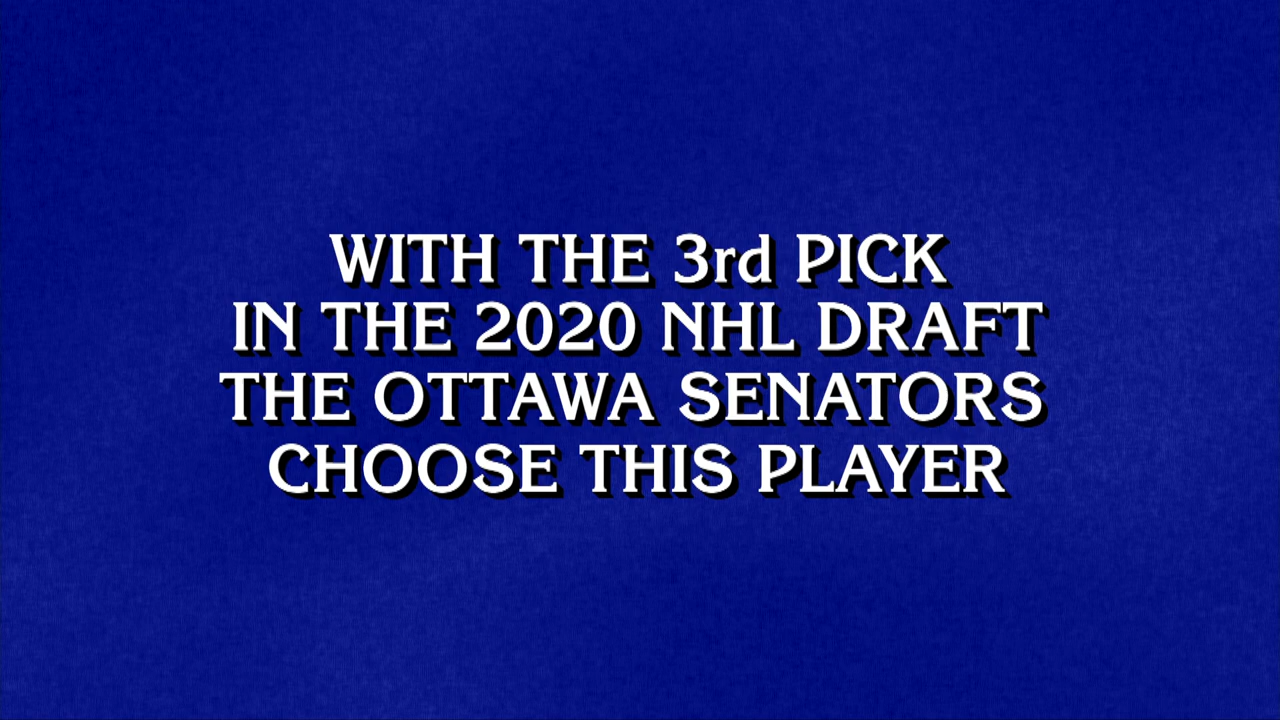 WITH THE 3rd PICK
IN THE 2020 NHL DRAFT
THE OTTAWA SENATORS
CHOOSE THIS PLAYER